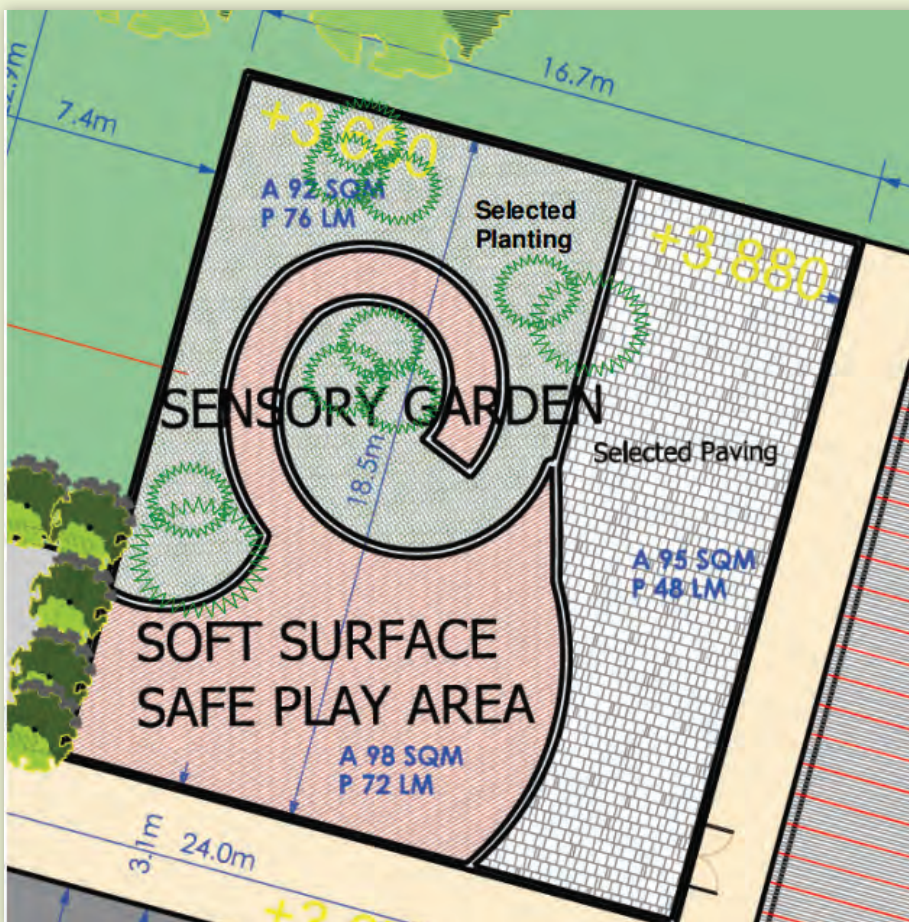 16.7m
7.4m
+3.880
A 92 SQM
P 76 LM
Selected
Planting
SENSORY GARDEN
18.5m
Selected Paving
A 95 SQM
P 48 LM
SOFT SURFACE
SAFE PLAY AREA
A 98 SQM
P 72 LM
3.1m
24.0m